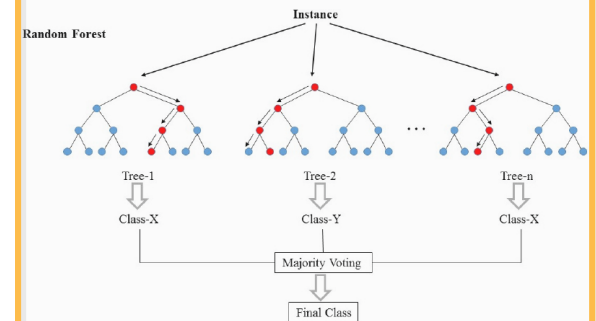 Instance
Random Forest
...
Tree-1 Tree-2 Tree-n
Class-X Class-Y Class-X
Majority Voting
Final Class